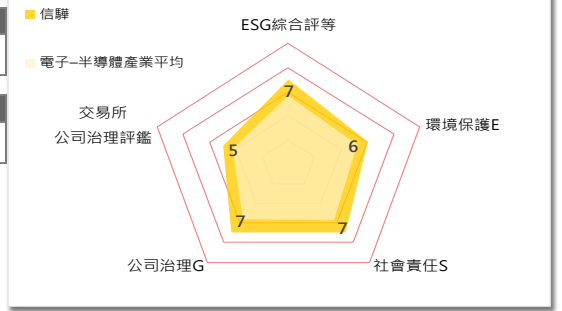 信驊
電子–半導體產業平均
ESG綜合評等
環境保護E
社會責任S
公司治理G
交易所
公司治理評鑑
7
6
7
7
5